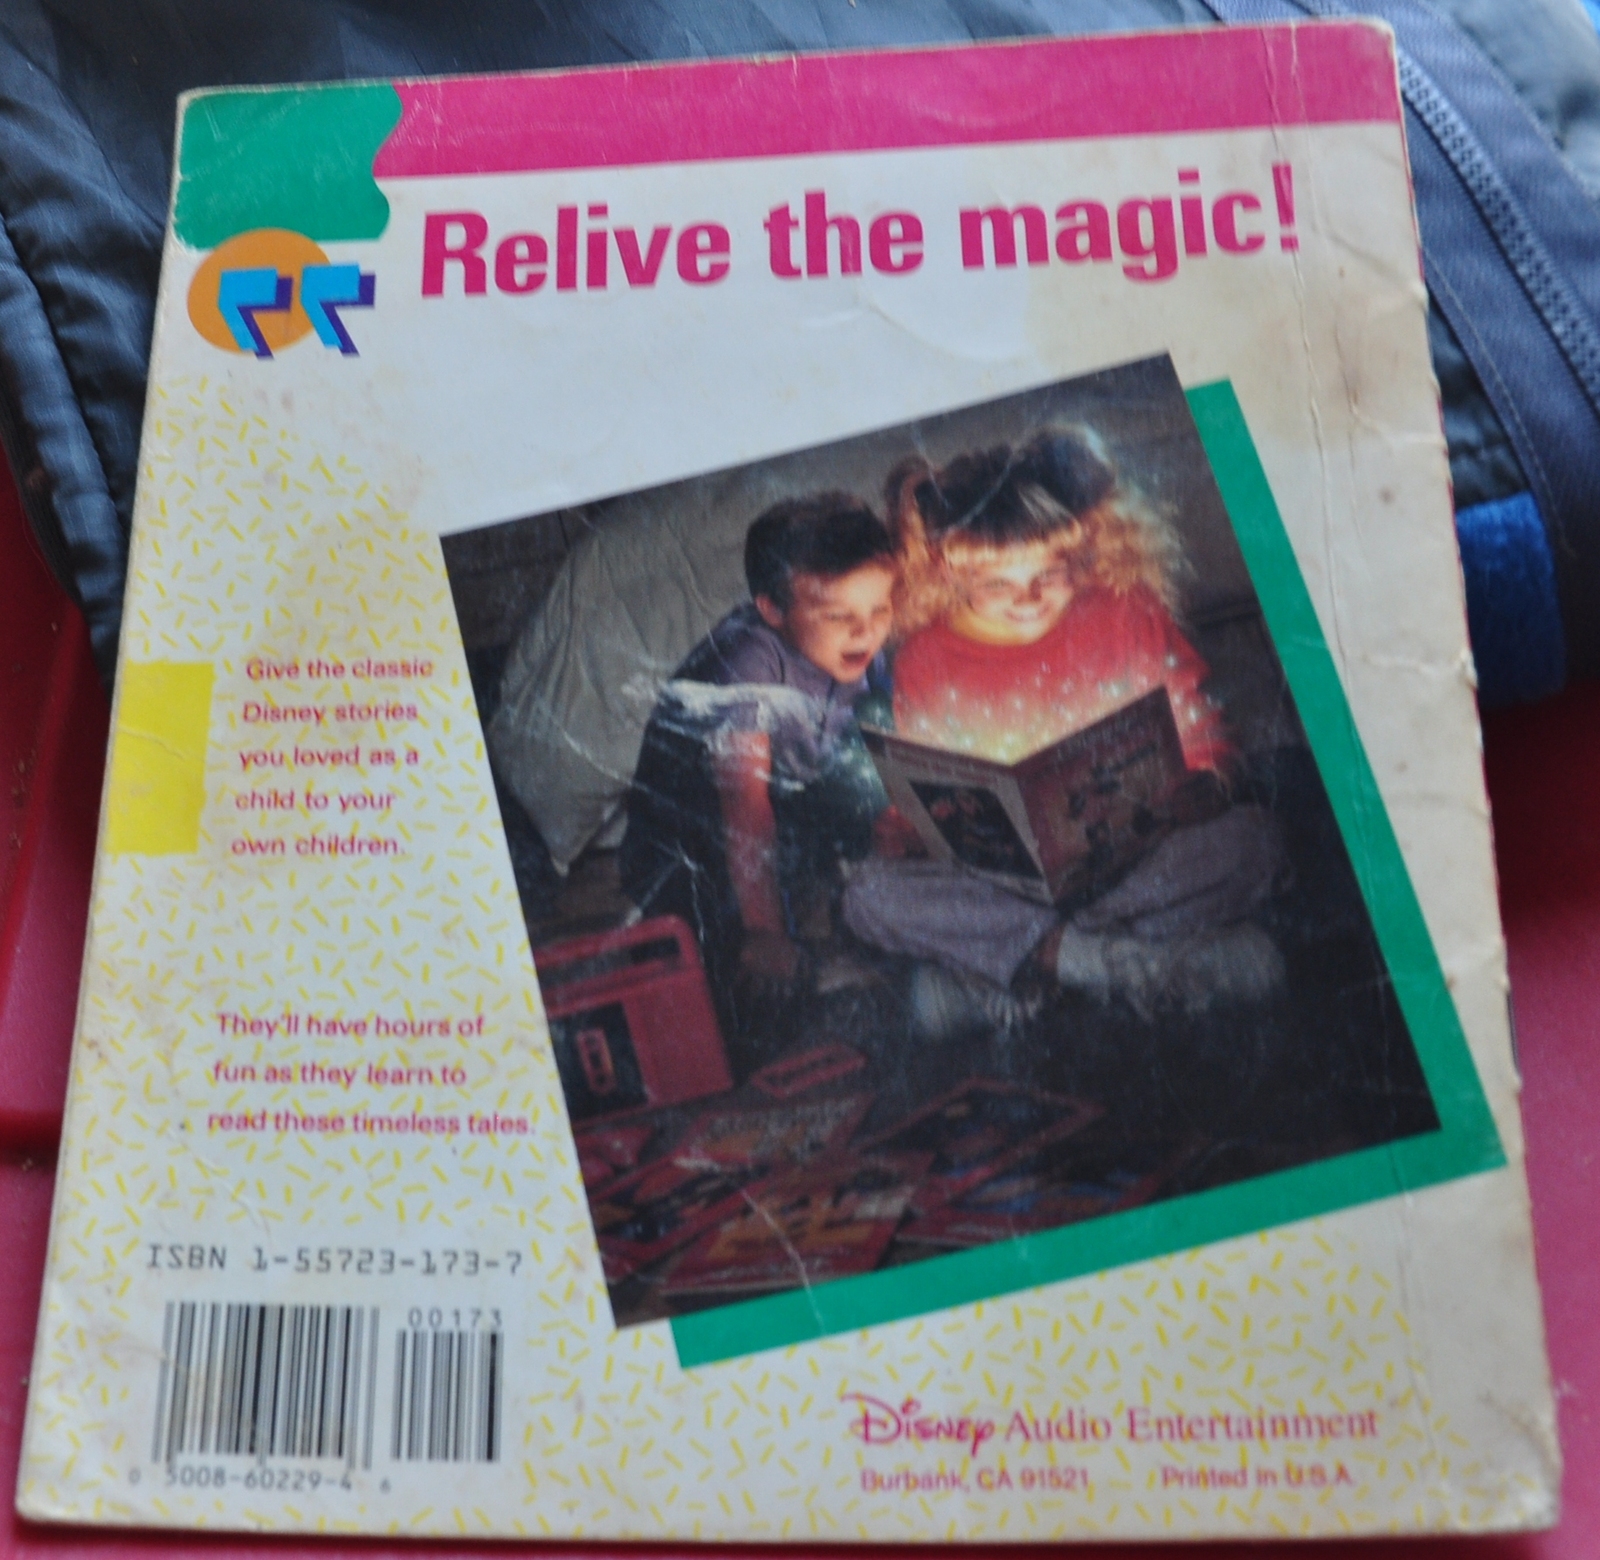 Relive the magic!
Give the classic
Disney stories
you loved as a
child to your
own children.
They'll have hours of
fun as they learn to
read these timeless tales.
ISBN 1-55723-173-7
00173
0 5008-60229-4 6
Disney Audio Entertainment
Burbank, CA 91521 Printed in U.S.A.